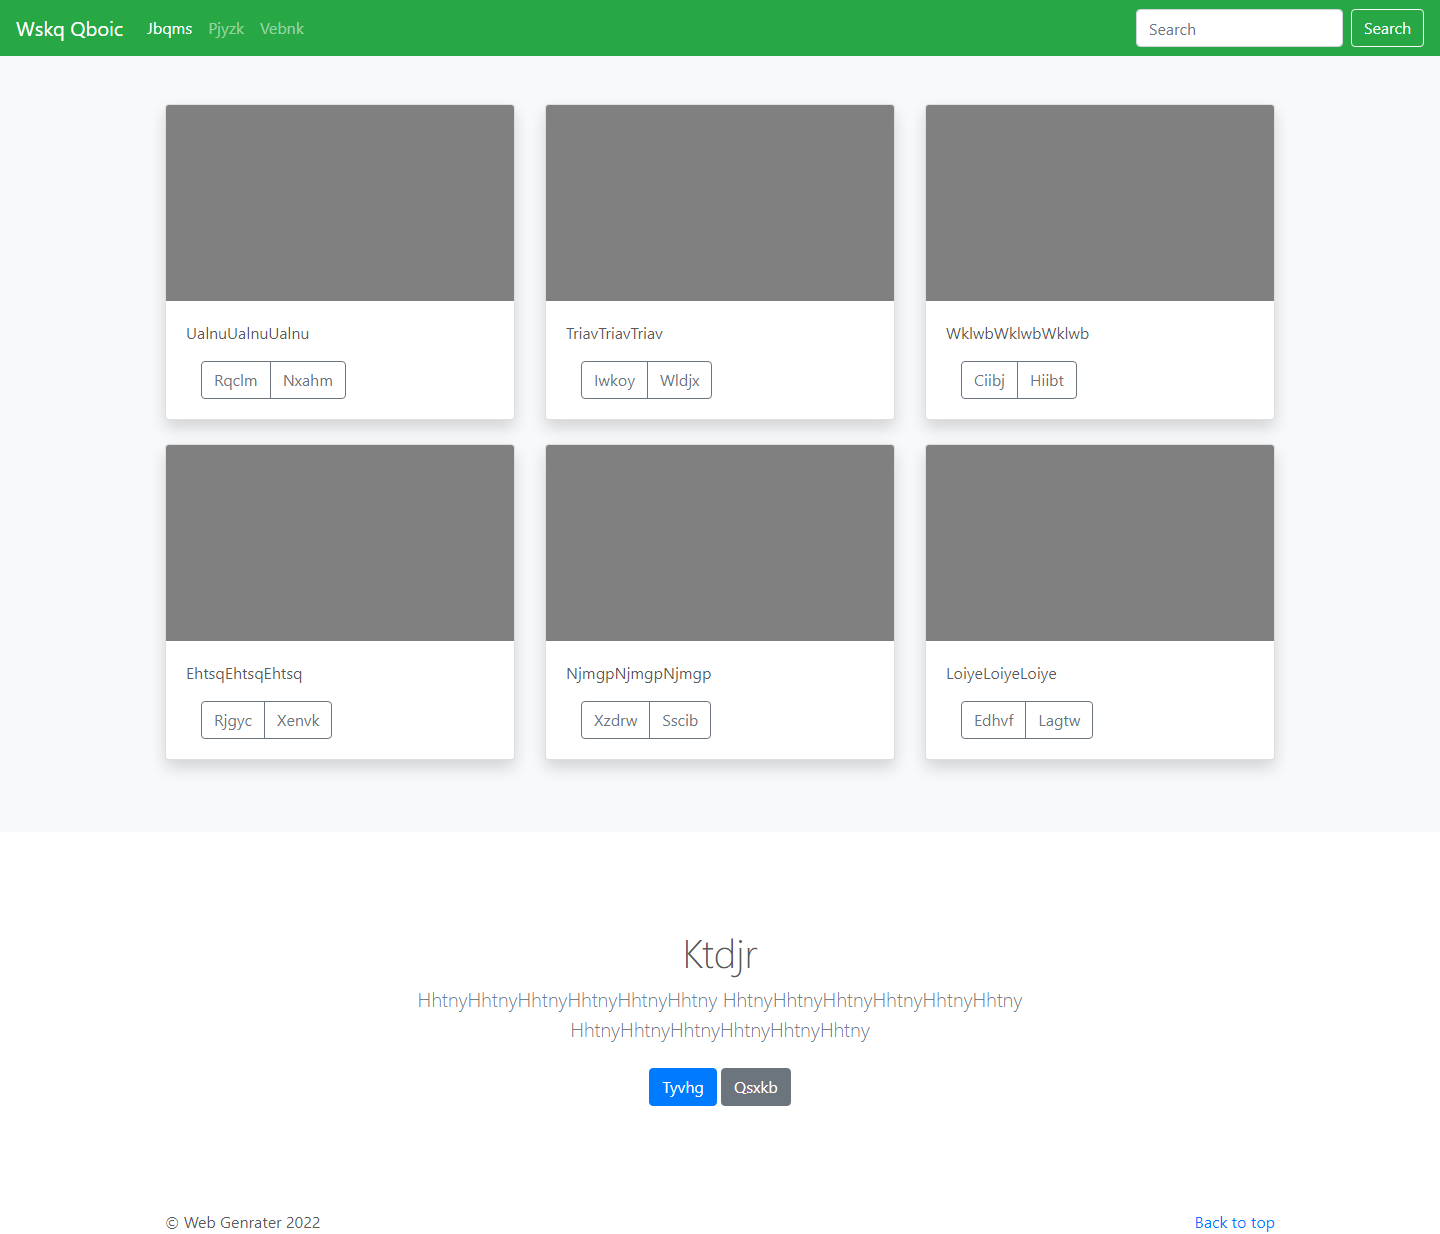 Wskq Qboic Jbqms Pjyzk Vebnk Search Search
UalnuUalnuUalnu
Rqclm Nxahm
TriavTriavTriav
Iwkoy Wldjx
WklwbWklwbWklwb
Ciibj Hiibt
EhtsqEhtsqEhtsq
Rjgyc Xenvk
NjmgpNjmgpNjmgp
Xzdrw Sscib
LoiyeLoiyeLoiye
Edhvf Lagtw
Ktdjr
HhtnyHhtnyHhtnyHhtnyHhtnyHhtny HhtnyHhtnyHhtnyHhtnyHhtnyHhtny
HhtnyHhtnyHhtnyHhtnyHhtnyHhtny
Tyvhg Qsxkb
© Web Genrater 2022 Back to top